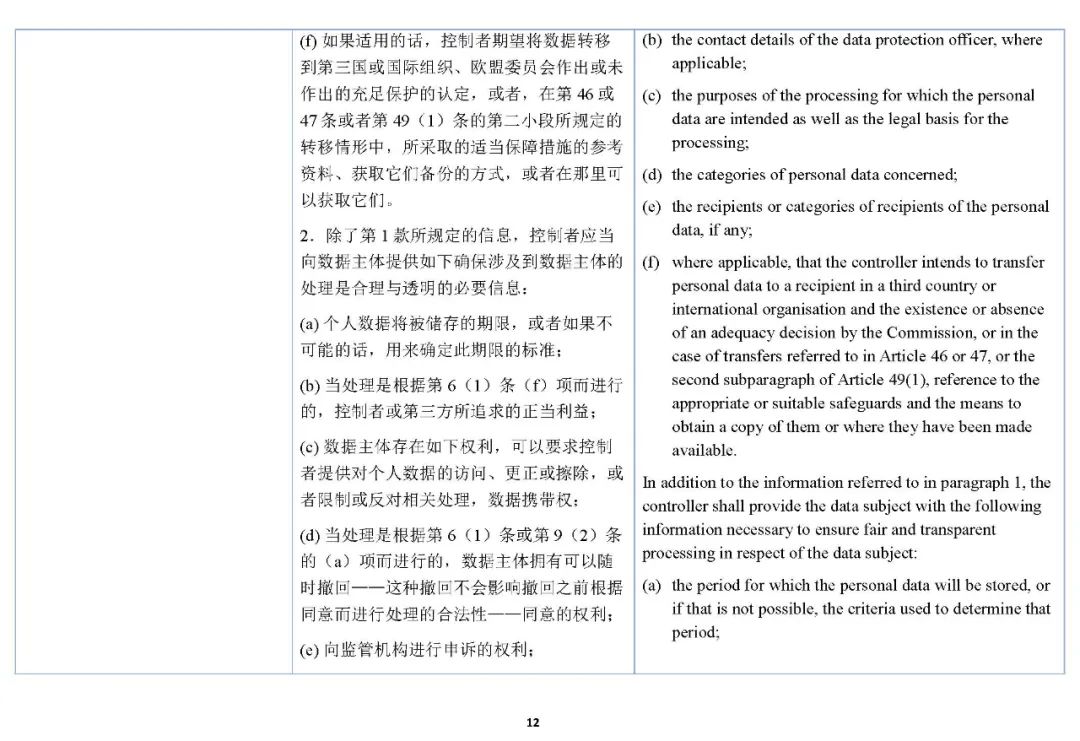 (f) 如果适用的话，控制者期望将数据转移
到第三国或国际组织、欧盟委员会作出或未
作出的充足保护的认定，或者，在第 46 或
47 条或者第 49（1）条的第二小段所规定的
转移情形中，所采取的适当保障措施的参考
资料、获取它们备份的方式，或者在那里可
以获取它们。
2．除了第 1 款所规定的信息，控制者应当
向数据主体提供如下确保涉及到数据主体的
处理是合理与透明的必要信息：
(a) 个人数据将被储存的期限，或者如果不
可能的话，用来确定此期限的标准；
(b) 当处理是根据第 6（1）条（f）项而进行
的，控制者或第三方所追求的正当利益；
(c) 数据主体存在如下权利，可以要求控制
者提供对个人数据的访问、更正或擦除，或
者限制或反对相关处理，数据携带权；
(d) 当处理是根据第 6（1）条或第 9（2）条
的（a）项而进行的，数据主体拥有可以随
时撤回——这种撤回不会影响撤回之前根据
同意而进行处理的合法性——同意的权利；
(e) 向监管机构进行申诉的权利；
(b) the contact details of the data protection officer, where
applicable;
(c) the purposes of the processing for which the personal
data are intended as well as the legal basis for the
processing;
(d) the categories of personal data concerned;
(e) the recipients or categories of recipients of the personal
data, if any;
(f) where applicable, that the controller intends to transfer
personal data to a recipient in a third country or
international organisation and the existence or absence
of an adequacy decision by the Commission, or in the
case of transfers referred to in Article 46 or 47, or the
second subparagraph of Article 49(1), reference to the
appropriate or suitable safeguards and the means to
obtain a copy of them or where they have been made
available.
In addition to the information referred to in paragraph 1, the
controller shall provide the data subject with the following
information necessary to ensure fair and transparent
processing in respect of the data subject:
(a) the period for which the personal data will be stored, or
if that is not possible, the criteria used to determine that
period;
12